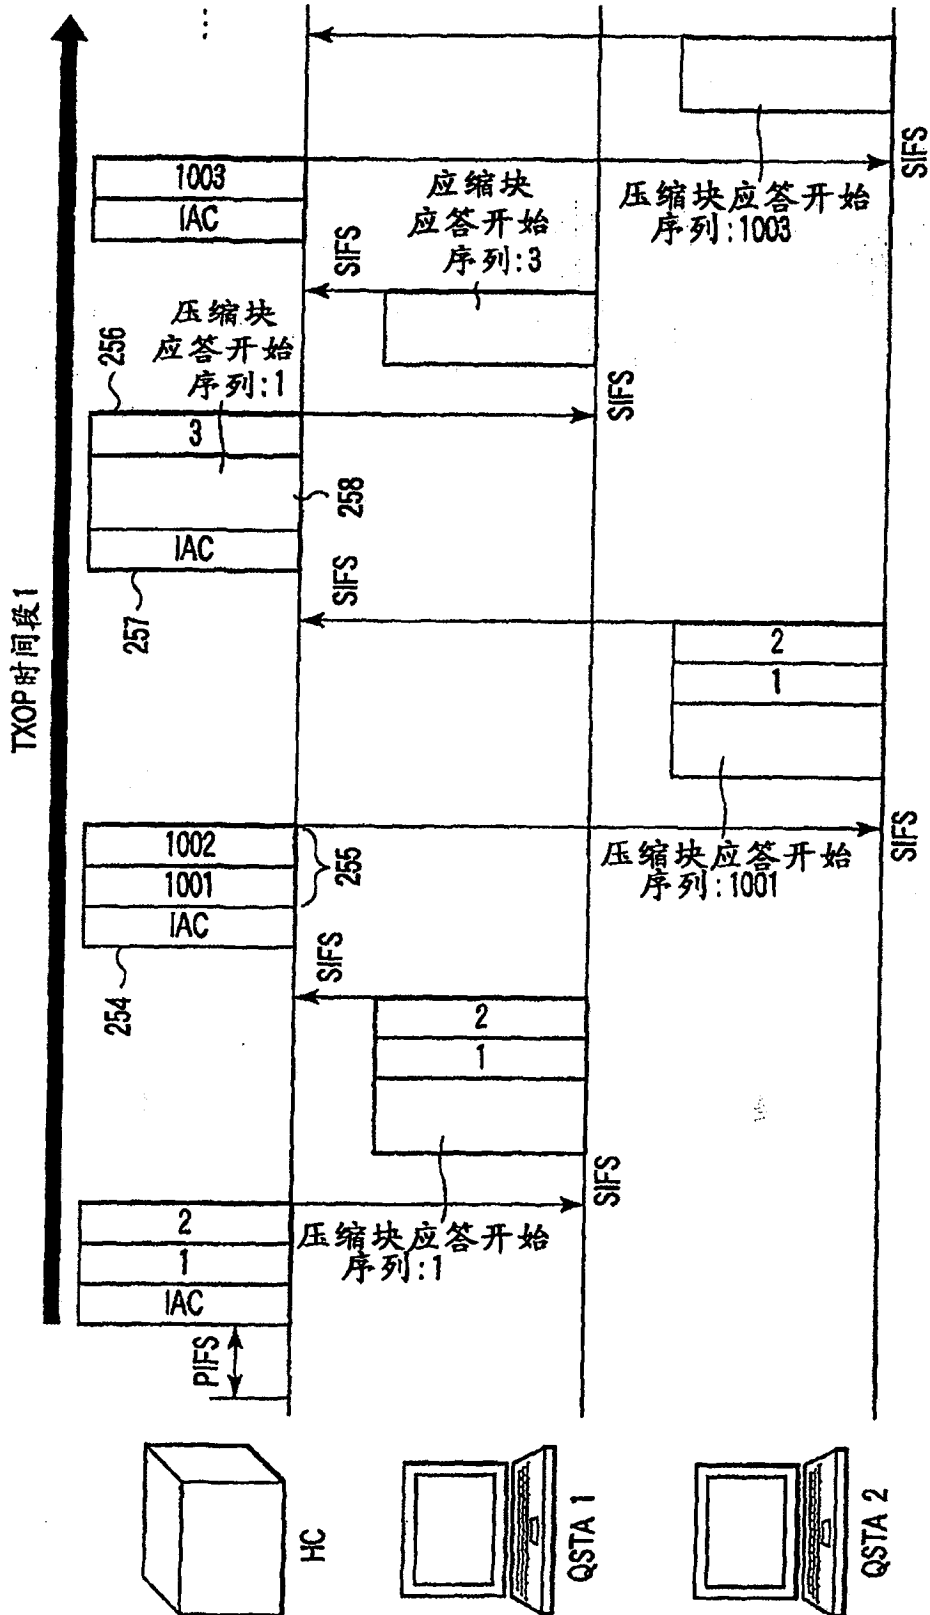 TXOP时间段1
PIFS
IAC
1
2
压缩块应答开始
序列:1
SIFS
1
2
SIFS
254
IAC
1001
1002
255
压缩块应答开始
序列:1001
SIFS
1
2
SIFS
257
IAC
258
3
256
压缩块
应答开始
序列:1
SIFS
应缩块
应答开始
序列:3
SIFS
IAC
1003
压缩块应答开始
序列:1003
SIFS
...
HC
QSTA 1
QSTA 2